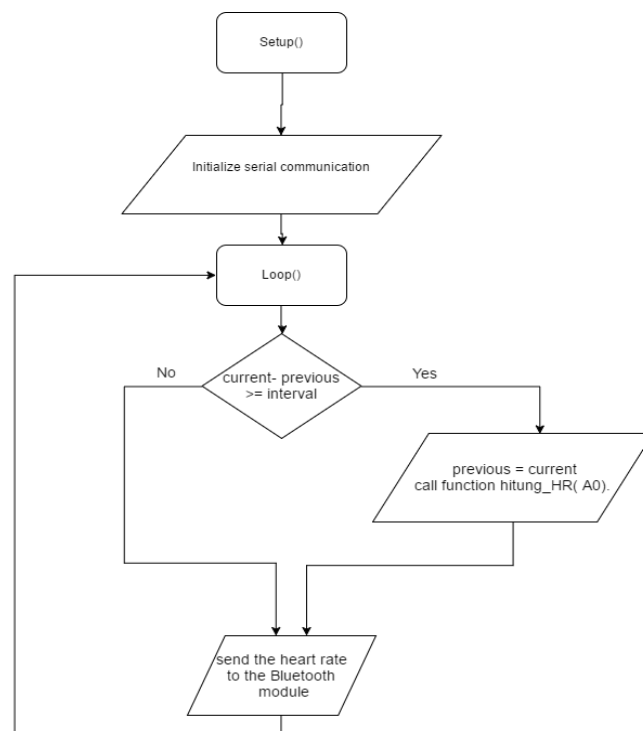 Setup()
Initialize serial communication
Loop()
No
current- previous
>= interval
Yes
previous = current
call function hitung_HR( A0).
send the heart rate
to the Bluetooth
module